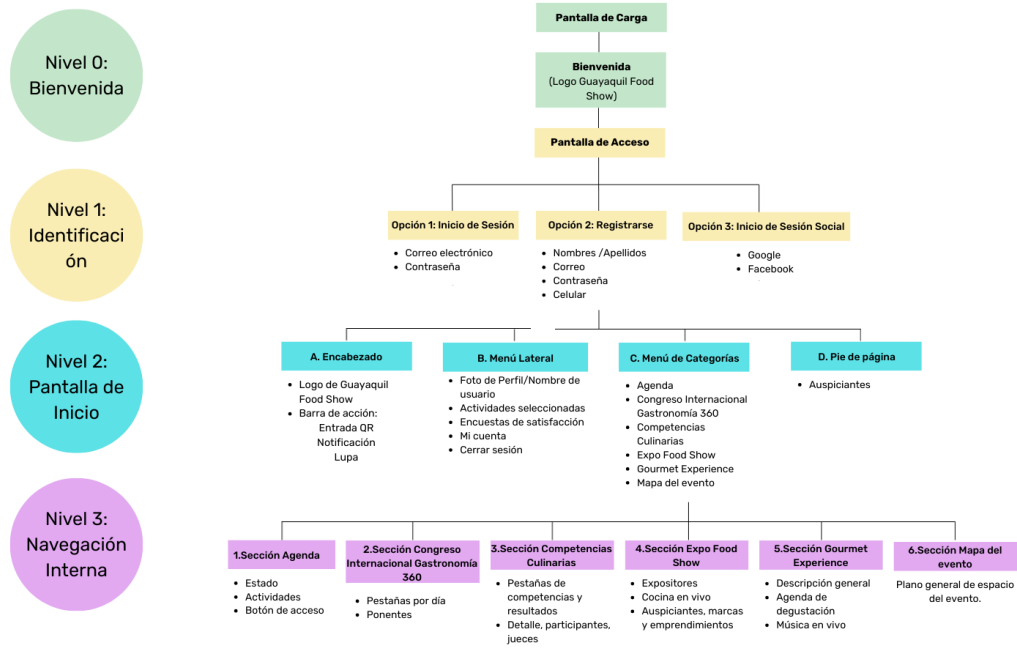 Nivel 0:
Bienvenida
Pantalla de Carga
Bienvenida
(Logo Guayaquil Food
Show)
Pantalla de Acceso
Nivel 1:
Identificaci
ón
Opción 1: Inicio de Sesión
• Correo electrónico
• Contraseña
Opción 2: Registrarse
• Nombres /Apellidos
• Correo
• Contraseña
• Celular
Opción 3: Inicio de Sesión Social
• Google
• Facebook
Nivel 2:
Pantalla de
Inicio
A. Encabezado
• Logo de Guayaquil
Food Show
• Barra de acción:
Entrada QR
Notificación
Lupa
B. Menú Lateral
• Foto de Perfil/Nombre de
usuario
• Actividades seleccionadas
• Encuestas de satisfacción
• Mi cuenta
• Cerrar sesión
C. Menú de Categorías
• Agenda
• Congreso Internacional
Gastronomía 360
• Competencias
Culinarias
• Expo Food Show
• Gourmet Experience
• Mapa del evento
D. Pie de página
• Auspiciantes
Nivel 3:
Navegación
Interna
1.Sección Agenda
• Estado
• Actividades
• Botón de acceso
2.Sección Congreso
Internacional Gastronomía
360
• Pestañas por día
• Ponentes
3.Sección Competencias
Culinarias
• Pestañas de
competencias y
resultados
• Detalle, participantes,
jueces
4.Sección Expo Food
Show
• Expositores
• Cocina en vivo
• Auspiciantes, marcas
y emprendimientos
5.Sección Gourmet
Experience
• Descripción general
• Agenda de
degustación
• Música en vivo
6.Sección Mapa del
evento
Plano general de espacio
del evento.